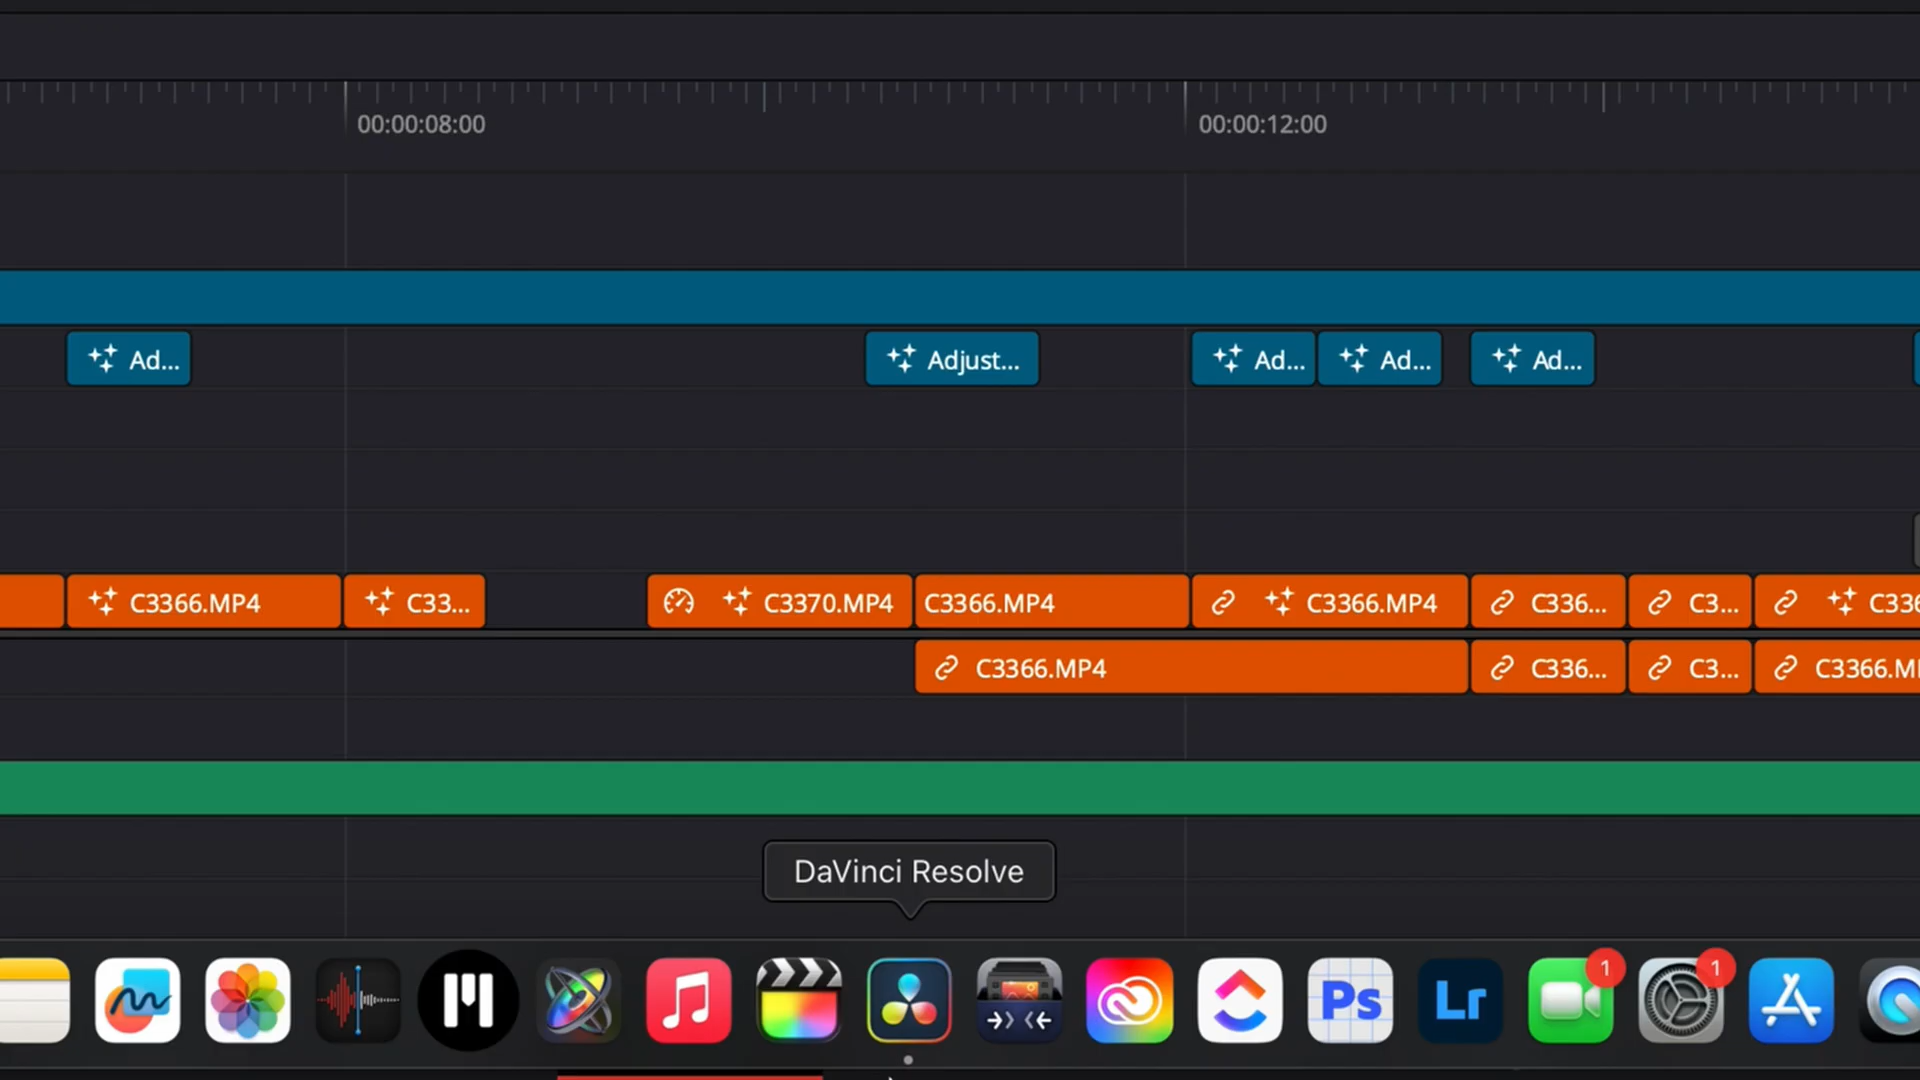 00:00:08:00 00:00:12:00
Ad... Adjust... Ad... Ad... Ad...
C3366.MP4 C33... C3370.MP4 C3366.MP4 C3366.MP4 C336... C3... C336
C3366.MP4 C336... C3... C3366.M
DaVinci Resolve
Ps Lr 1 1